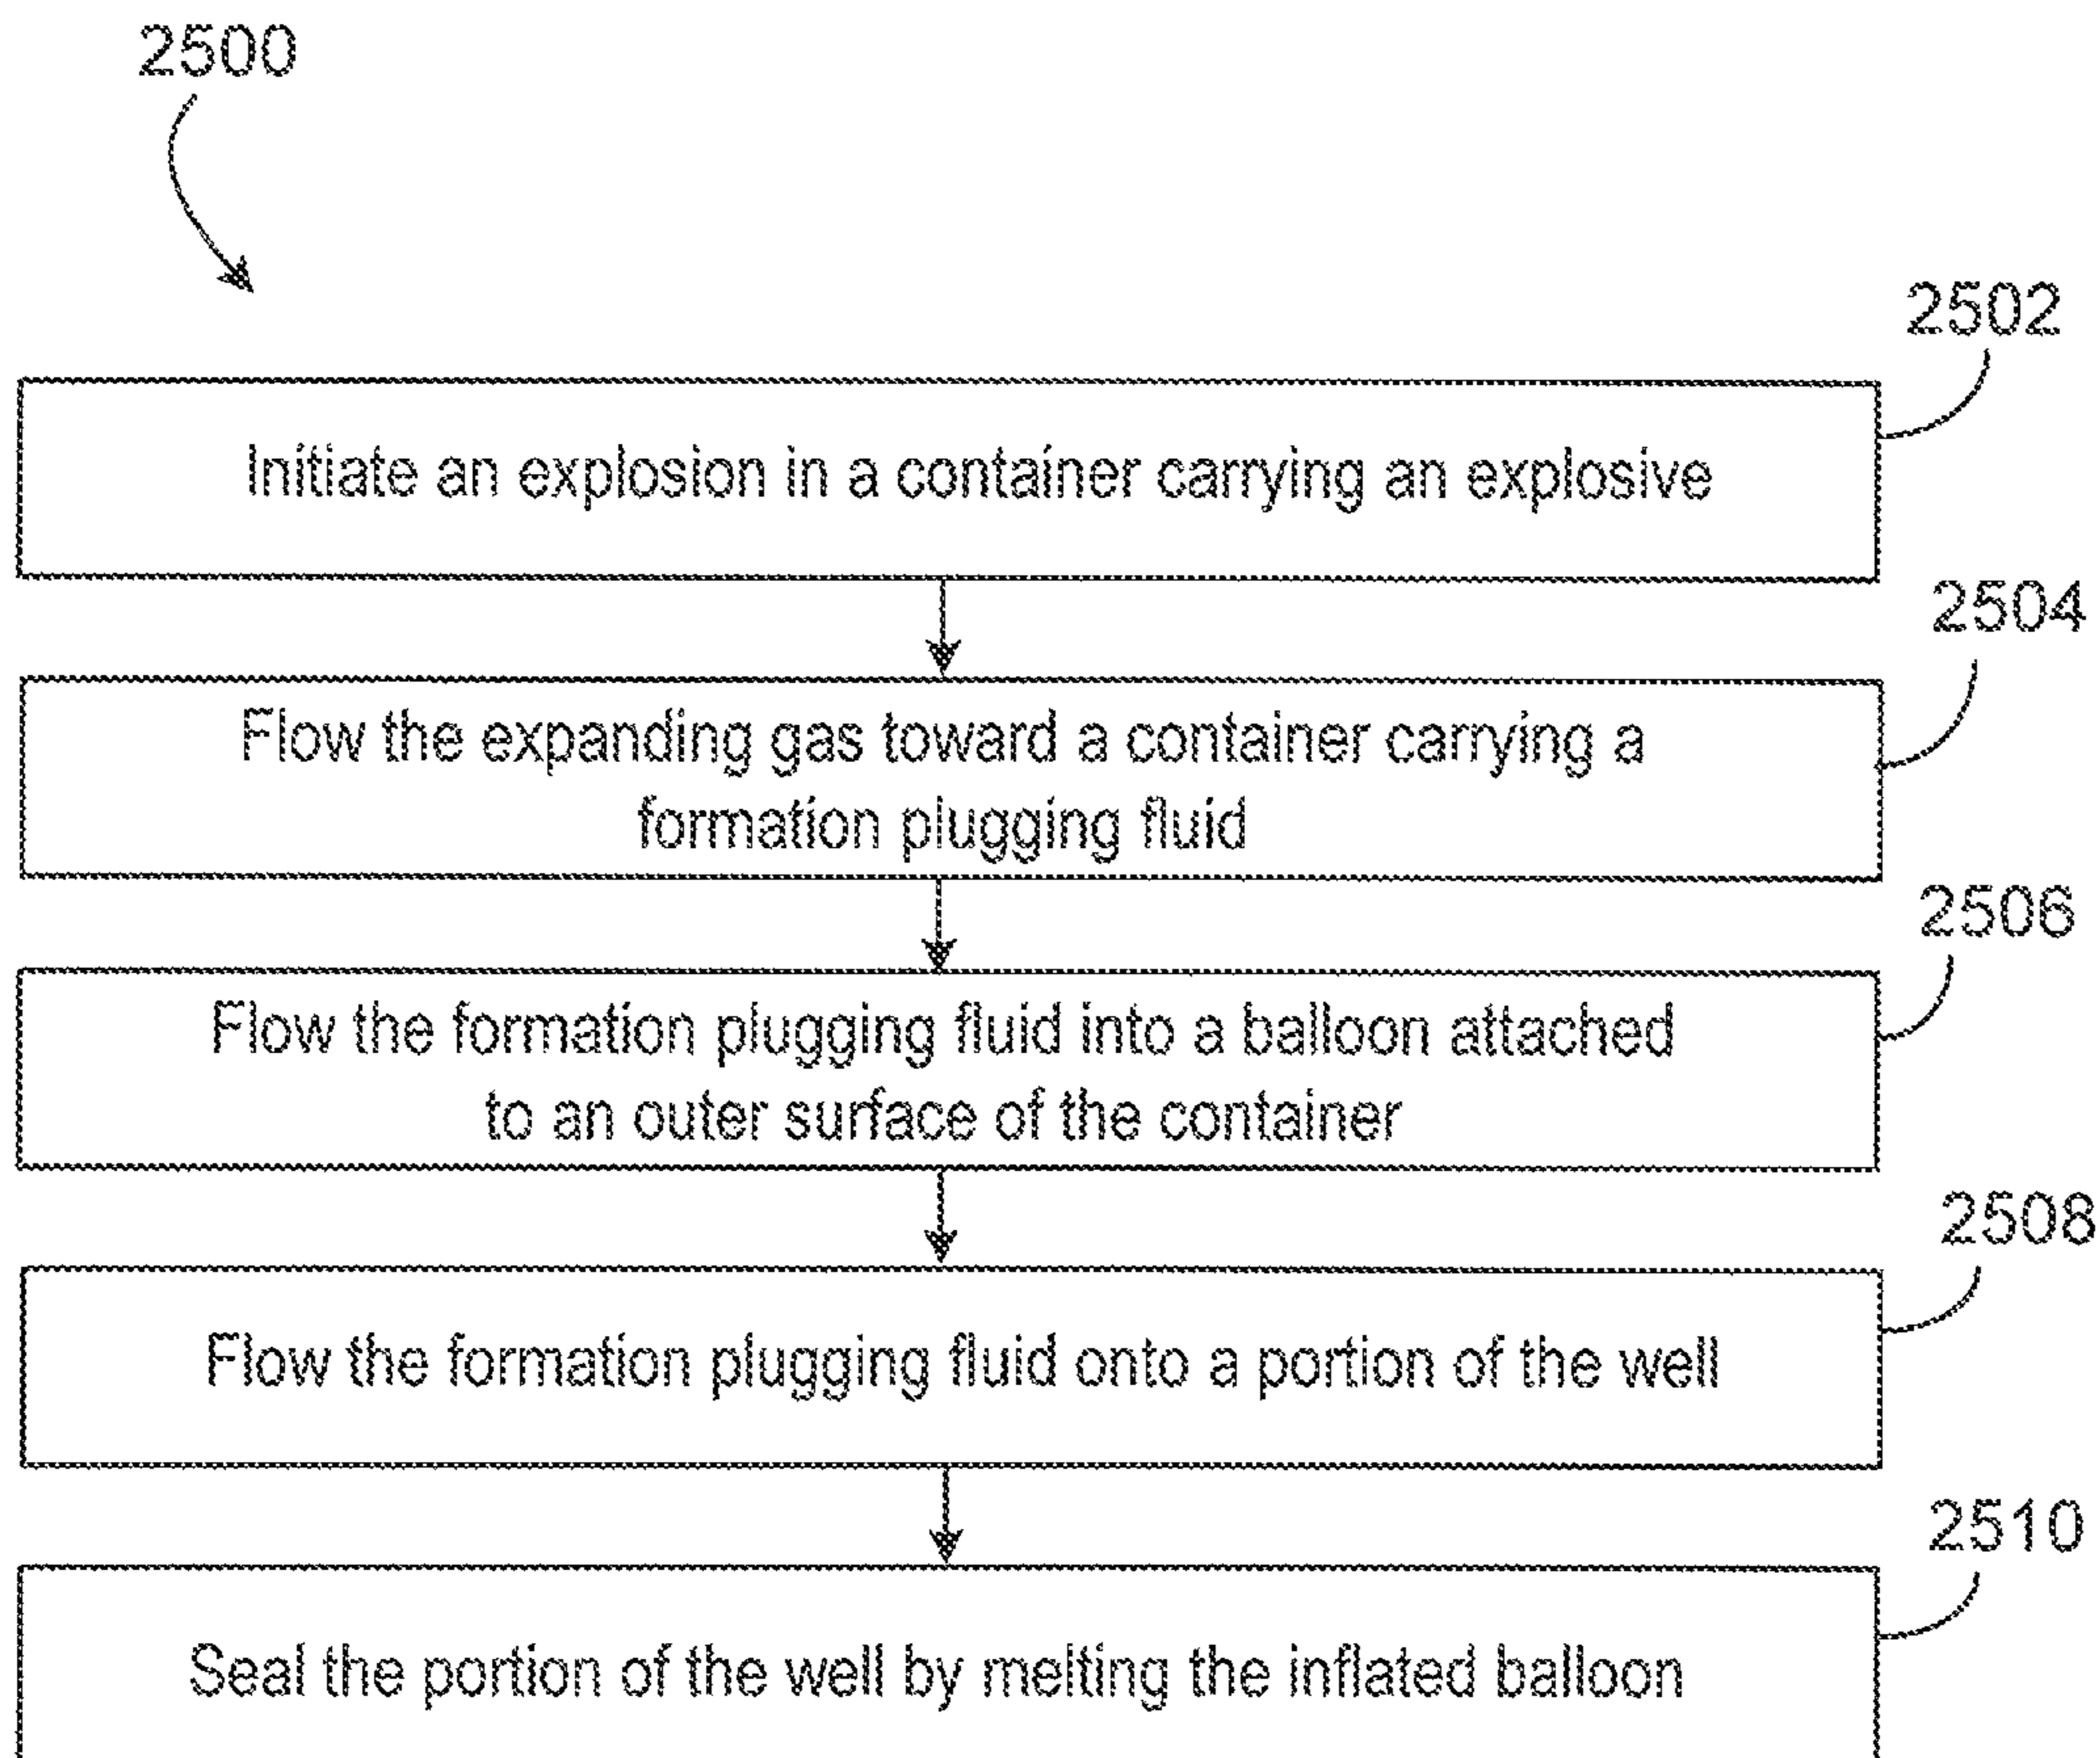 2500
2502
Initiate an explosion in a container carrying an explosive
2504
Flow the expanding gas toward a container carrying a
formation plugging fluid
2506
Flow the formation plugging fluid into a balloon attached
to an outer surface of the container
2508
Flow the formation plugging fluid onto a portion of the well
2510
Seal the portion of the well by melting the inflated balloon